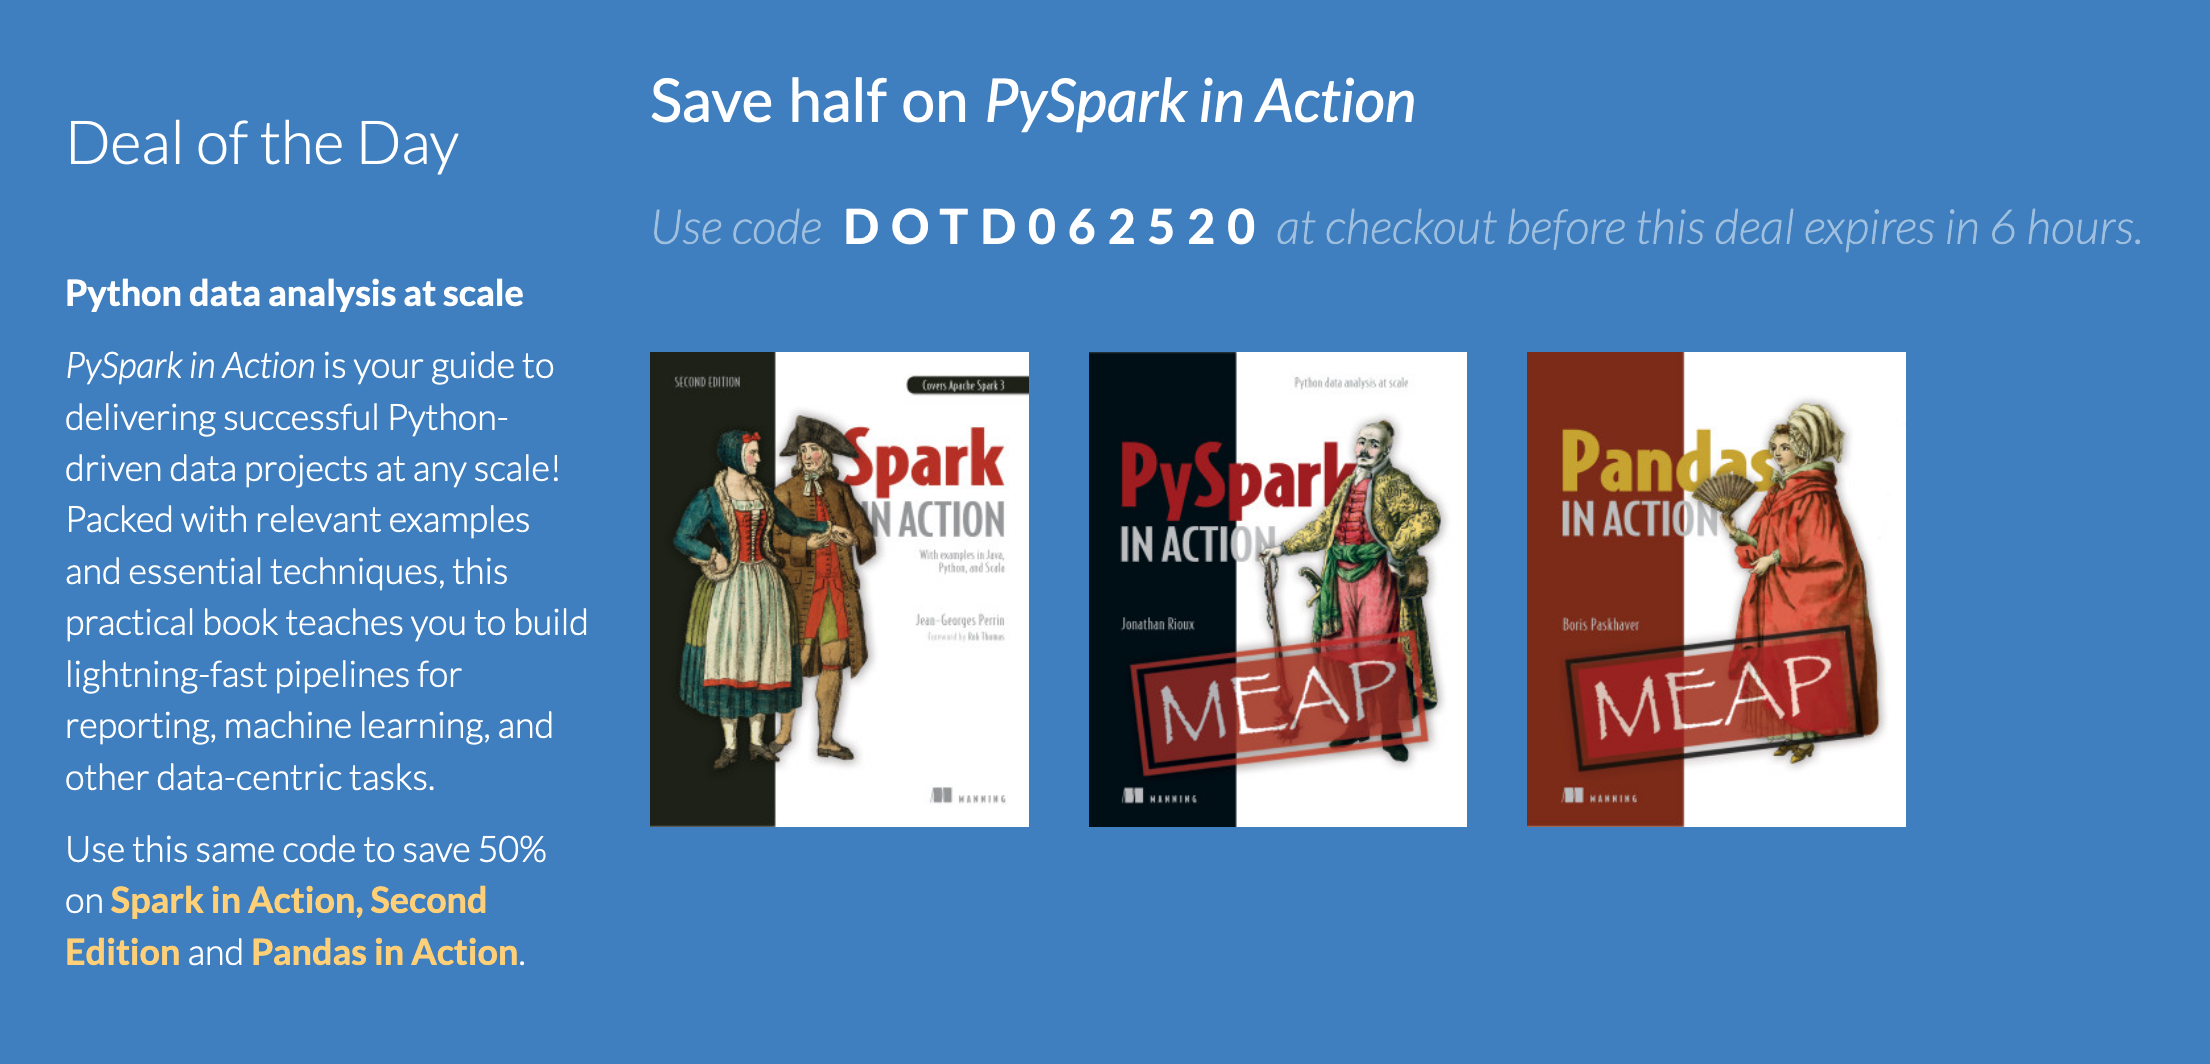 Deal of the Day
Python data analysis at scale
PySpark in Action is your guide to
delivering successful Python-
driven data projects at any scale!
Packed with relevant examples
and essential techniques, this
practical book teaches you to build
lightning-fast pipelines for
reporting, machine learning, and
other data-centric tasks.
Use this same code to save 50%
on Spark in Action, Second
Edition and Pandas in Action.
Save half on PySpark in Action
Use code DOTD062520 at checkout before this deal expires in 6 hours.
SECOND EDITION
Covers Apache Spark 3
Spark
IN ACTION
With examples in Java,
Python, and Scala
Jean-Georges Perrin
Foreword by Rob Thomas
MANNING
Python data analysis at scale
PySpark
IN ACTION
Jonathan Rioux
MEAP
MANNING
Pandas
IN ACTION
Boris Paskhaver
MEAP
MANNING